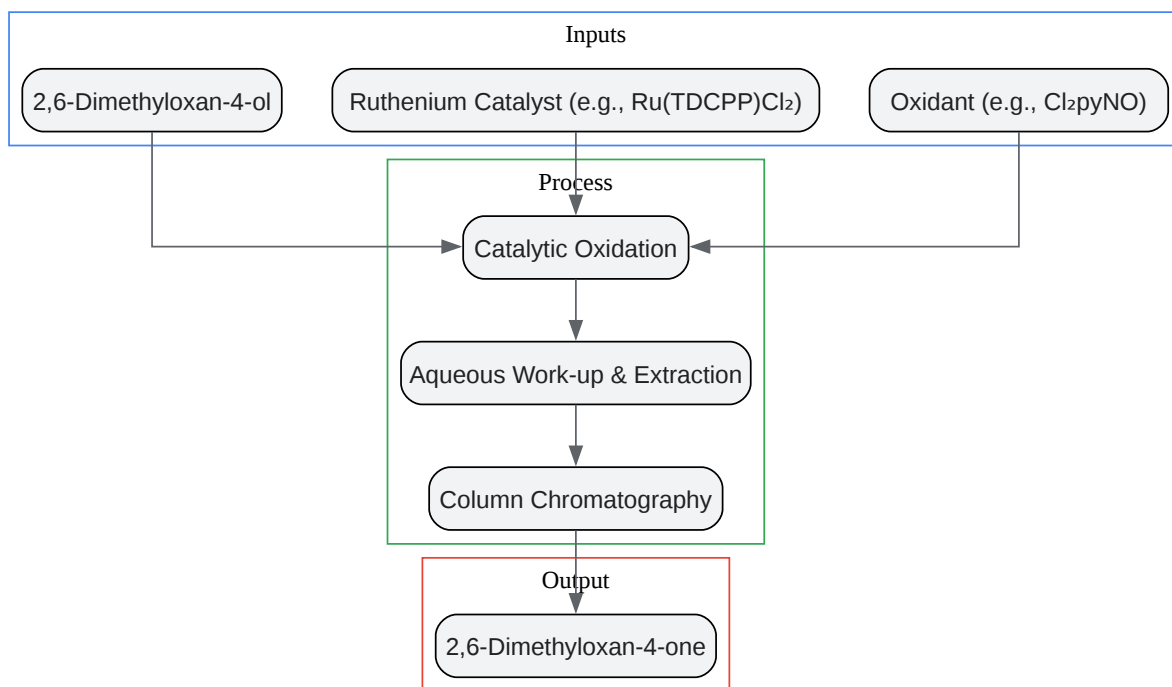 Inputs
2,6-Dimethyloxan-4-ol
Ruthenium Catalyst (e.g., Ru(TDCPP)Cl₂)
Oxidant (e.g., Cl₂pyNO)
Process
Catalytic Oxidation
Aqueous Work-up & Extraction
Column Chromatography
Output
2,6-Dimethyloxan-4-one